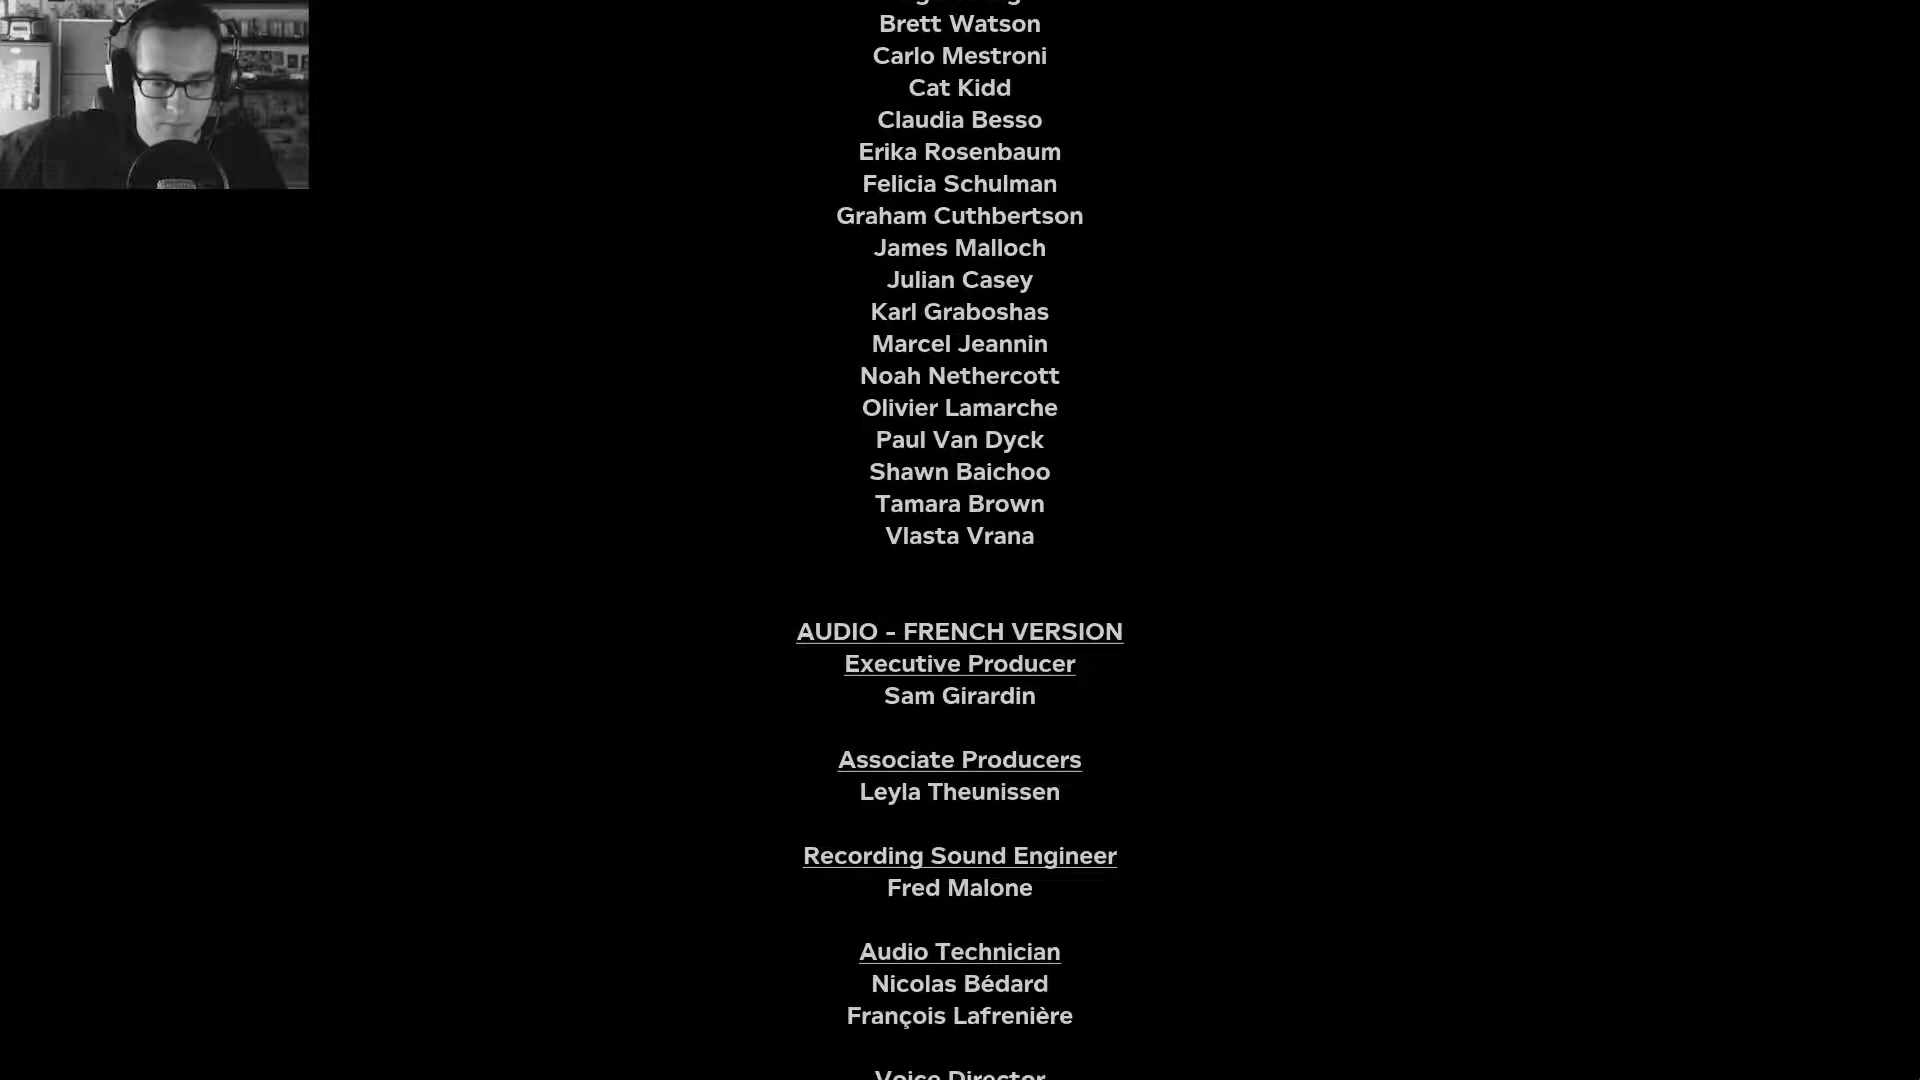 Brett Watson
Carlo Mestroni
Cat Kidd
Claudia Besso
Erika Rosenbaum
Felicia Schulman
Graham Cuthbertson
James Malloch
Julian Casey
Karl Graboshas
Marcel Jeannin
Noah Nethercott
Olivier Lamarche
Paul Van Dyck
Shawn Baichoo
Tamara Brown
Vlasta Vrana
AUDIO - FRENCH VERSION
Executive Producer
Sam Girardin
Associate Producers
Leyla Theunissen
Recording Sound Engineer
Fred Malone
Audio Technician
Nicolas Bédard
François Lafrenière
Voice Director